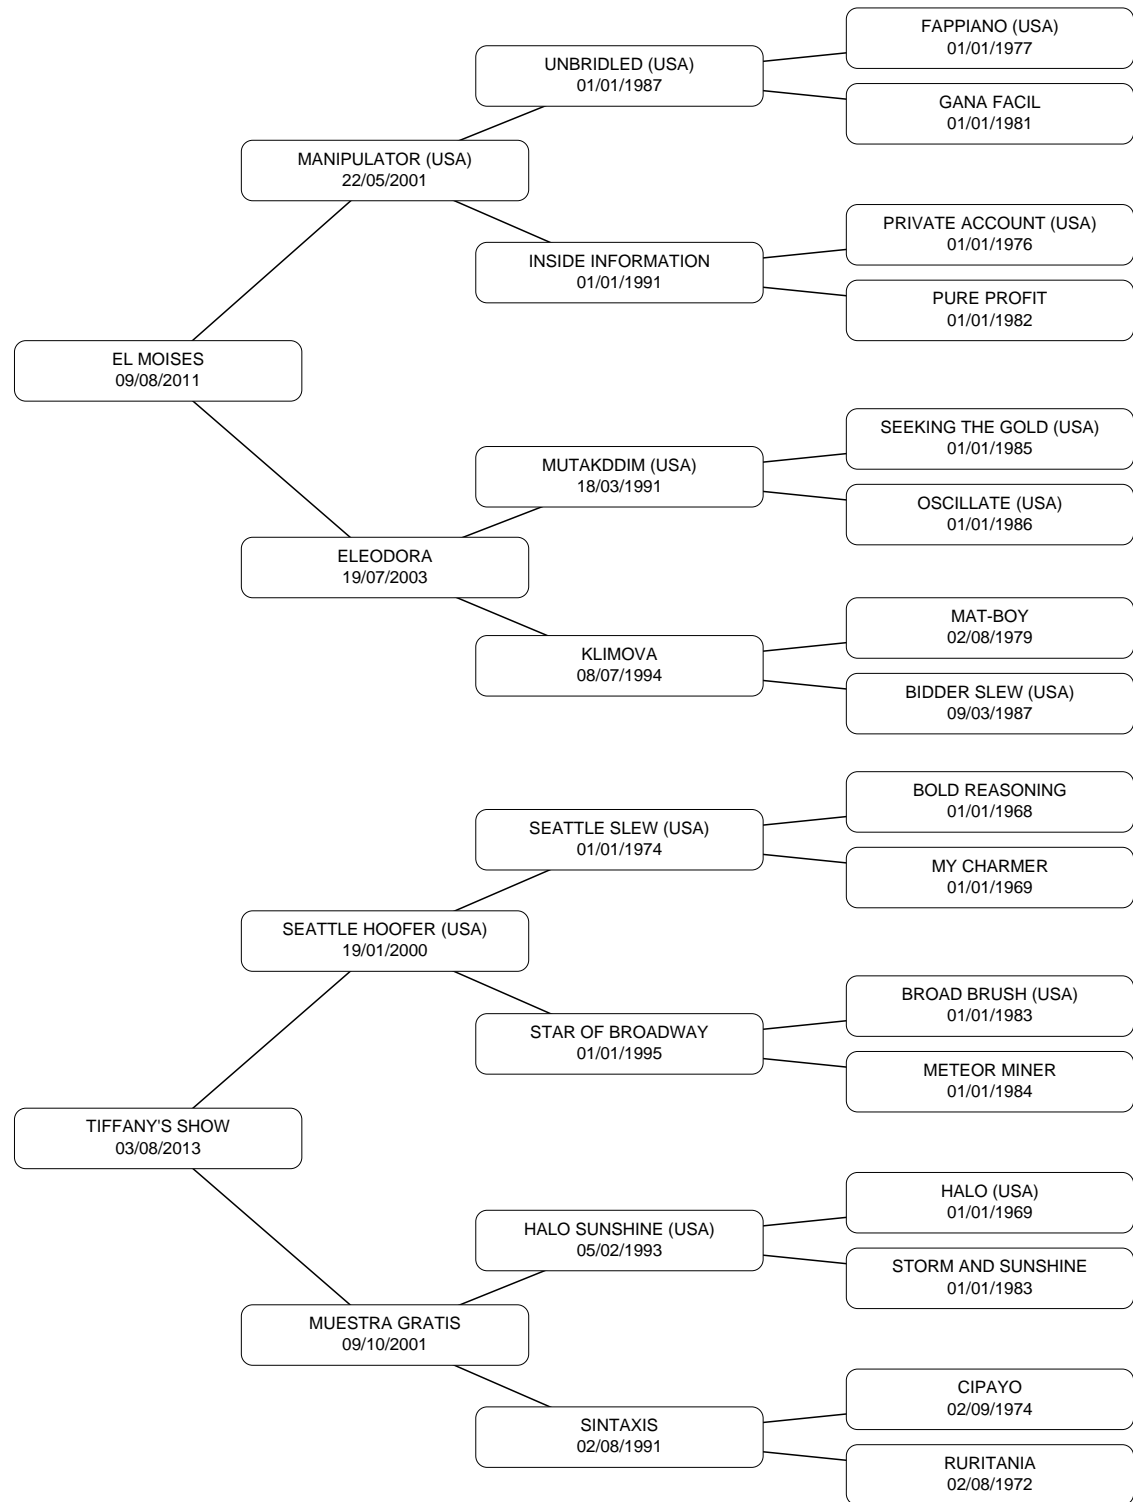 FAPPIANO (USA)
01/01/1977
UNBRIDLED (USA)
01/01/1987
GANA FACIL
01/01/1981
MANIPULATOR (USA)
22/05/2001
PRIVATE ACCOUNT (USA)
01/01/1976
INSIDE INFORMATION
01/01/1991
PURE PROFIT
01/01/1982
EL MOISES
09/08/2011
SEEKING THE GOLD (USA)
01/01/1985
MUTAKDDIM (USA)
18/03/1991
OSCILLATE (USA)
01/01/1986
ELEODORA
19/07/2003
MAT-BOY
02/08/1979
KLIMOVA
08/07/1994
BIDDER SLEW (USA)
09/03/1987
BOLD REASONING
01/01/1968
SEATTLE SLEW (USA)
01/01/1974
MY CHARMER
01/01/1969
SEATTLE HOOFER (USA)
19/01/2000
BROAD BRUSH (USA)
01/01/1983
STAR OF BROADWAY
01/01/1995
METEOR MINER
01/01/1984
TIFFANY'S SHOW
03/08/2013
HALO (USA)
01/01/1969
HALO SUNSHINE (USA)
05/02/1993
STORM AND SUNSHINE
01/01/1983
MUESTRA GRATIS
09/10/2001
CIPAYO
02/09/1974
SINTAXIS
02/08/1991
RURITANIA
02/08/1972